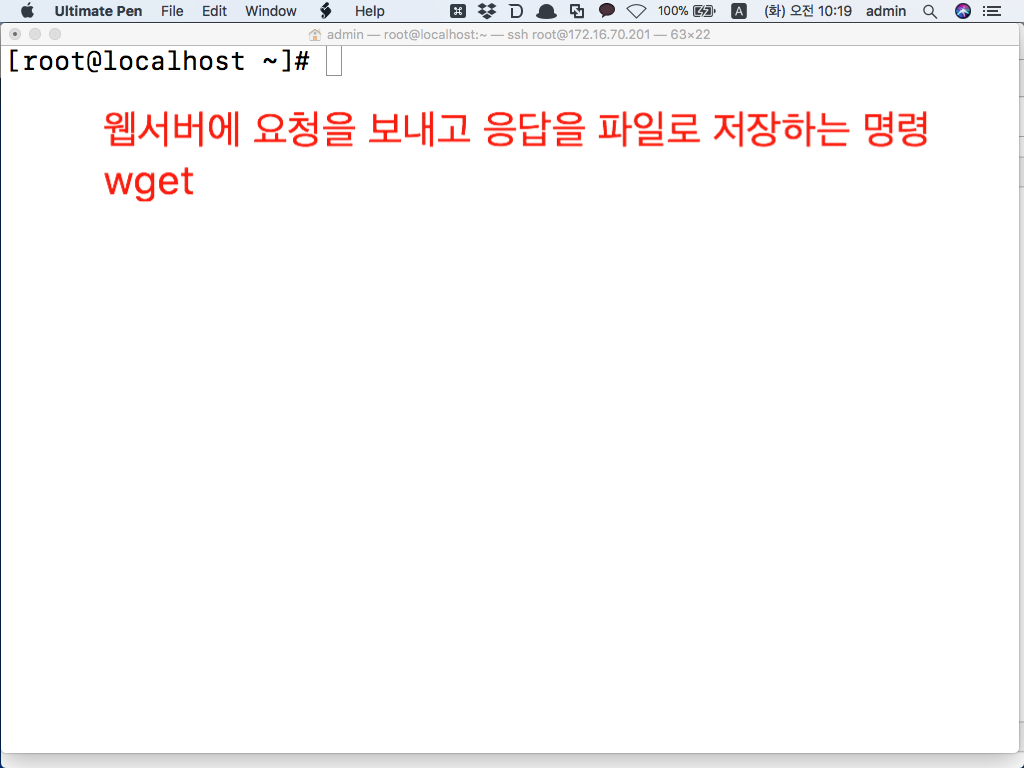 Ultimate Pen File Edit Window Help 100% A (화) 오전 10:19 admin
admin — root@localhost:~ — ssh root@172.16.70.201 — 63×22
[root@localhost ~]#
웹서버에 요청을 보내고 응답을 파일로 저장하는 명령
wget